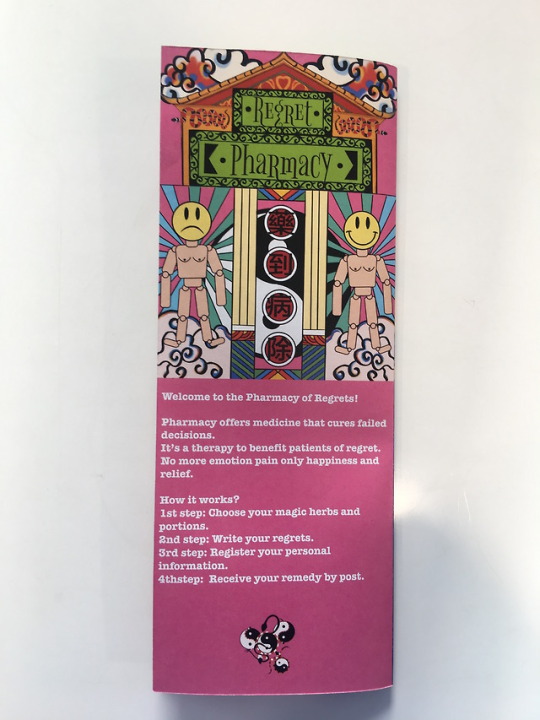 Regret
Pharmacy
藥
到
病
除
Welcome to the Pharmacy of Regrets!
Pharmacy offers medicine that cures failed
decisions.
It's a therapy to benefit patients of regret.
No more emotion pain only happiness and
relief.
How it works?
1st step: Choose your magic herbs and
portions.
2nd step: Write your regrets.
3rd step: Register your personal
information.
4thstep: Receive your remedy by post.